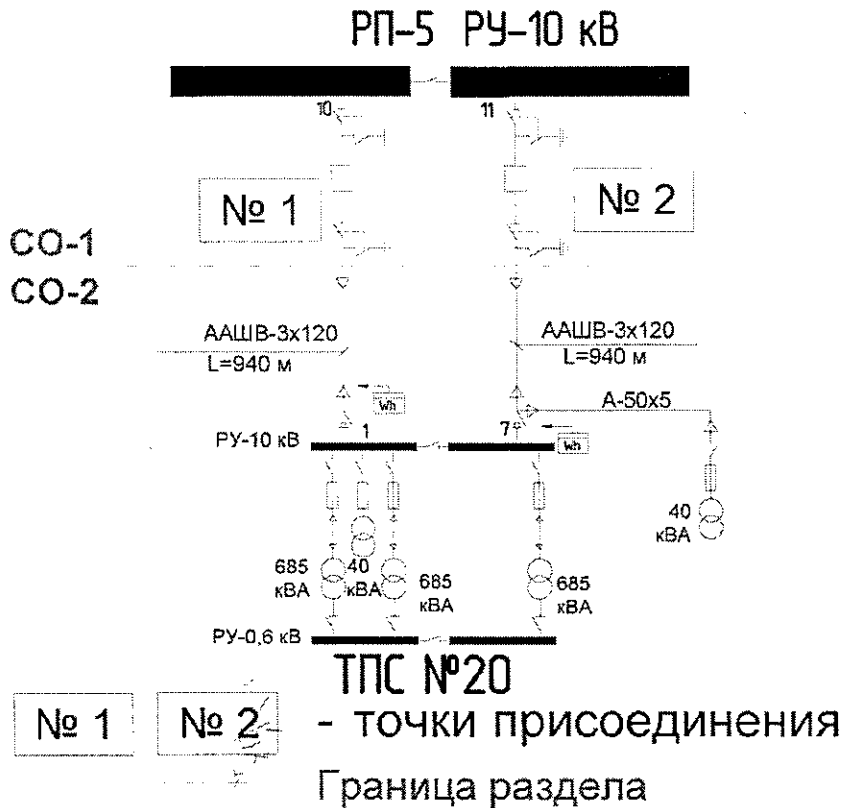 РП-5 РУ-10 кВ
10 11
№ 1 № 2
СО-1
СО-2
ААШВ-3х120 ААШВ-3х120
L=940 м L=940 м
Wh А-50х5
РУ-10 кВ 1 7 Wh
40
кВА
685 40 685 685
кВА кВА кВА кВА
РУ-0,6 кВ
ТПС №20
№ 1 № 2 - точки присоединения
Граница раздела